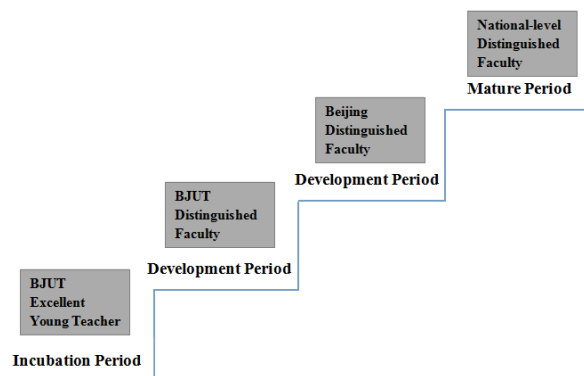 National-level
Distinguished
Faculty
Mature Period
Beijing
Distinguished
Faculty
Development Period
BJUT
Distinguished
Faculty
Development Period
BJUT
Excellent
Young Teacher
Incubation Period